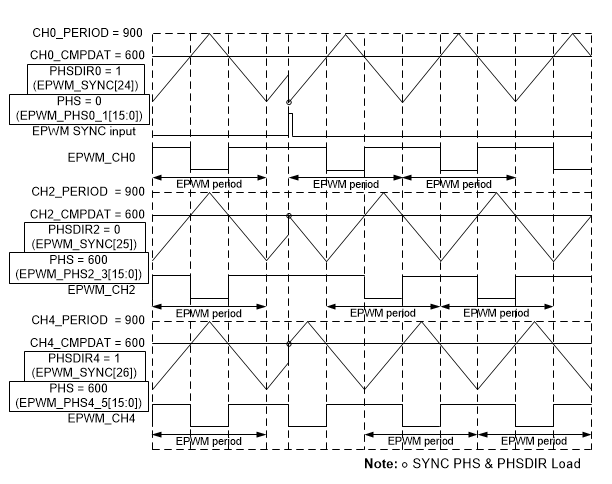 CH0_PERIOD = 900
CH0_CMPDAT = 600
PHSDIR0 = 1
(EPWM_SYNC[24])
PHS = 0
(EPWM_PHS0_1[15:0])
EPWM SYNC input
EPWM_CH0
EPWM period EPWM period EPWM period
CH2_PERIOD = 900
CH2_CMPDAT = 600
PHSDIR2 = 0
(EPWM_SYNC[25])
PHS = 600
(EPWM_PHS2_3[15:0])
EPWM_CH2
EPWM period EPWM period EPWM period
CH4_PERIOD = 900
CH4_CMPDAT = 600
PHSDIR4 = 1
(EPWM_SYNC[26])
PHS = 600
(EPWM_PHS4_5[15:0])
EPWM_CH4
EPWM period EPWM period EPWM period
Note: o SYNC PHS & PHSDIR Load